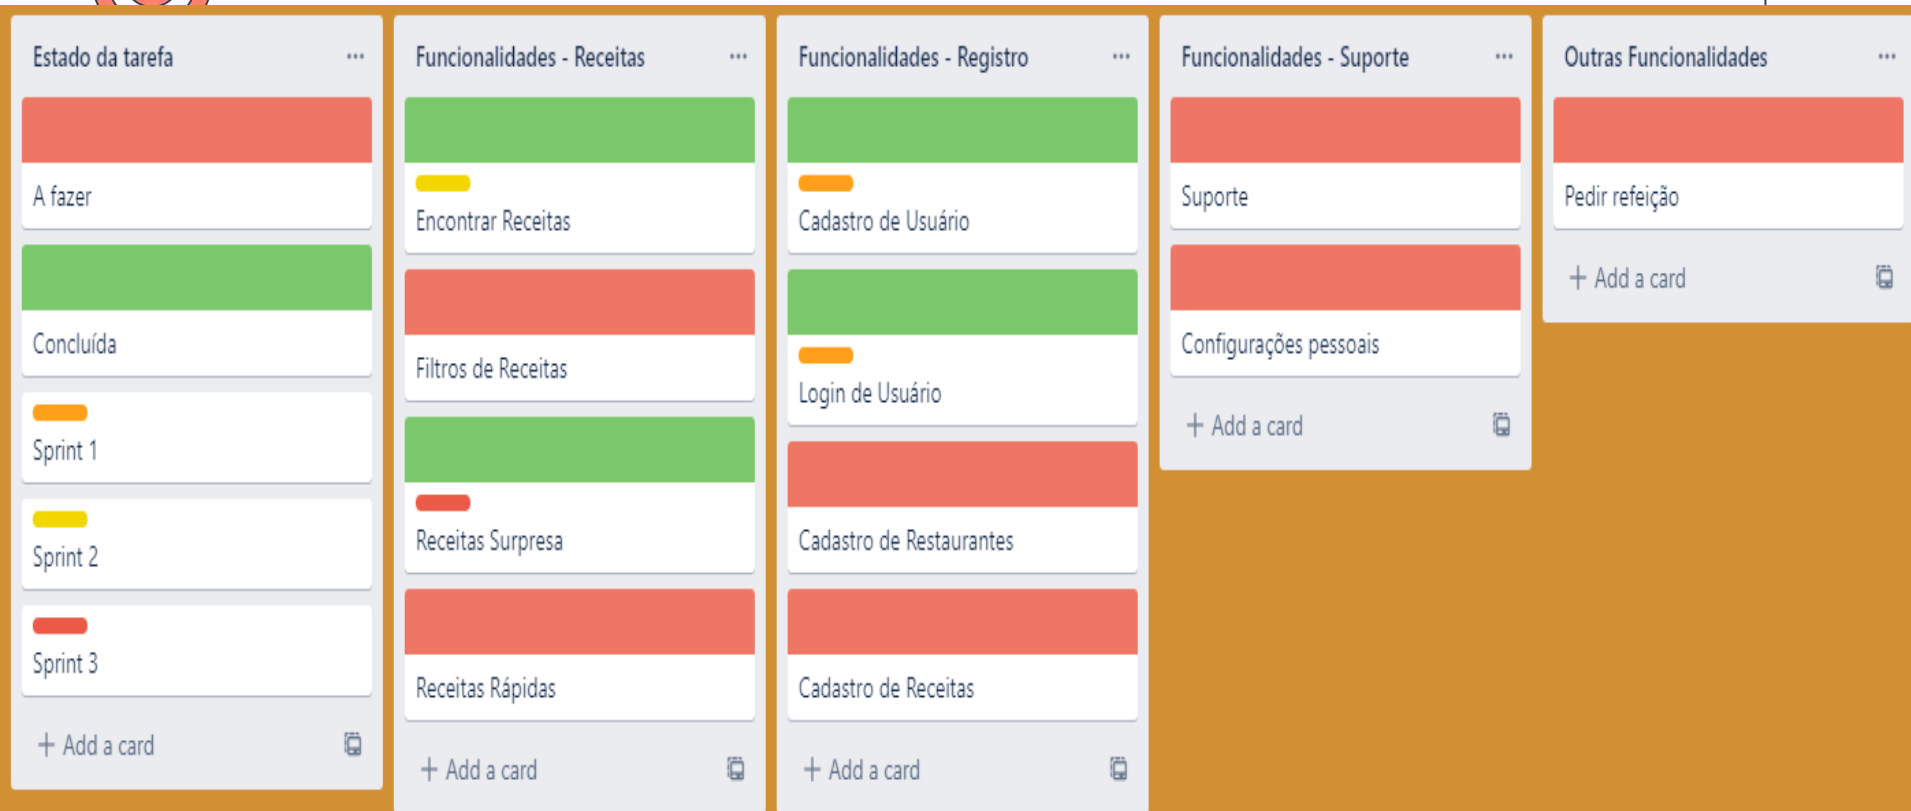 Estado da tarefa
A fazer
Concluída
Sprint 1
Sprint 2
Sprint 3
Add a card
Funcionalidades - Receitas
Encontrar Receitas
Filtros de Receitas
Receitas Surpresa
Receitas Rápidas
Add a card
Funcionalidades - Registro
Cadastro de Usuário
Login de Usuário
Cadastro de Restaurantes
Cadastro de Receitas
Add a card
Funcionalidades - Suporte
Suporte
Configurações pessoais
Add a card
Outras Funcionalidades
Pedir refeição
Add a card